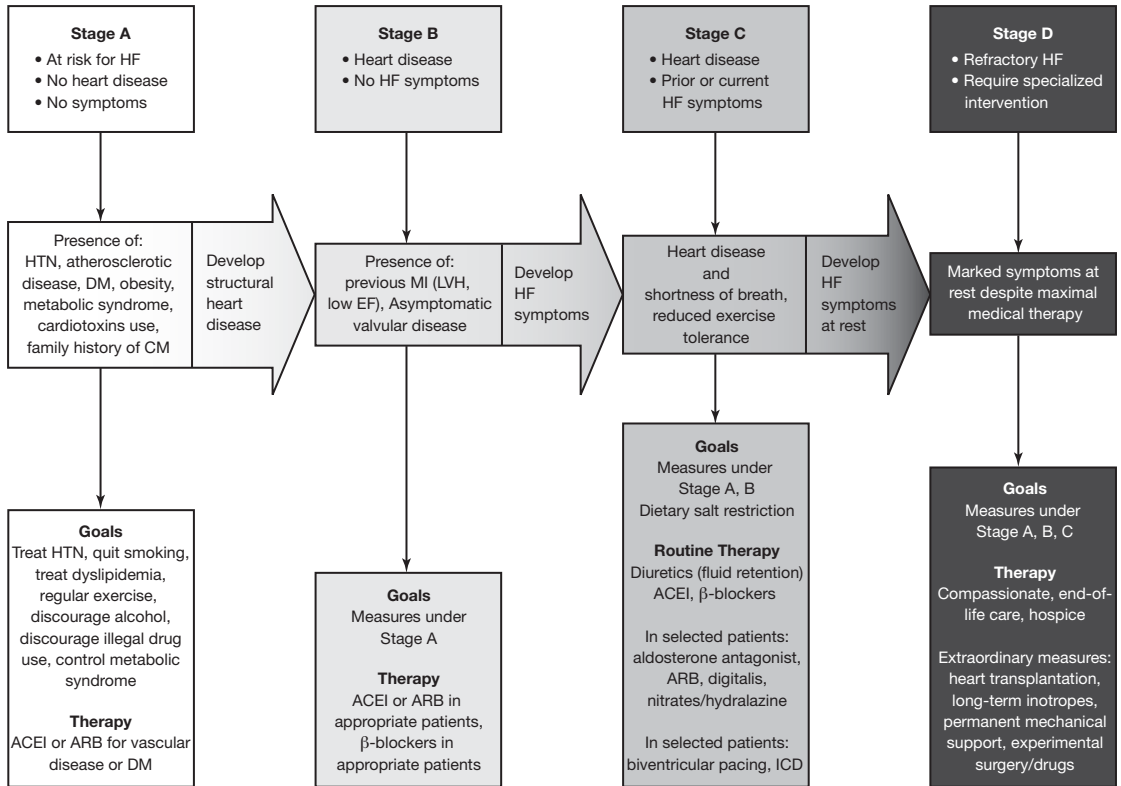 Stage A
• At risk for HF
• No heart disease
• No symptoms
Presence of:
HTN, atherosclerotic
disease, DM, obesity,
metabolic syndrome,
cardiotoxins use,
family history of CM
Develop
structural
heart
disease
Goals
Treat HTN, quit smoking,
treat dyslipidemia,
regular exercise,
discourage alcohol,
discourage illegal drug
use, control metabolic
syndrome
Therapy
ACEI or ARB for vascular
disease or DM
Stage B
• Heart disease
• No HF symptoms
Presence of:
previous MI (LVH,
low EF), Asymptomatic
valvular disease
Develop
HF
symptoms
Goals
Measures under
Stage A
Therapy
ACEI or ARB in
appropriate patients,
β-blockers in
appropriate patients
Stage C
• Heart disease
• Prior or current
HF symptoms
Heart disease
and
shortness of breath,
reduced exercise
tolerance
Develop
HF
symptoms
at rest
Goals
Measures under
Stage A, B
Dietary salt restriction
Routine Therapy
Diuretics (fluid retention)
ACEI, β-blockers
In selected patients:
aldosterone antagonist,
ARB, digitalis,
nitrates/hydralazine
In selected patients:
biventricular pacing, ICD
Stage D
• Refractory HF
• Require specialized
intervention
Marked symptoms at
rest despite maximal
medical therapy
Goals
Measures under
Stage A, B, C
Therapy
Compassionate, end-of-
life care, hospice
Extraordinary measures:
heart transplantation,
long-term inotropes,
permanent mechanical
support, experimental
surgery/drugs